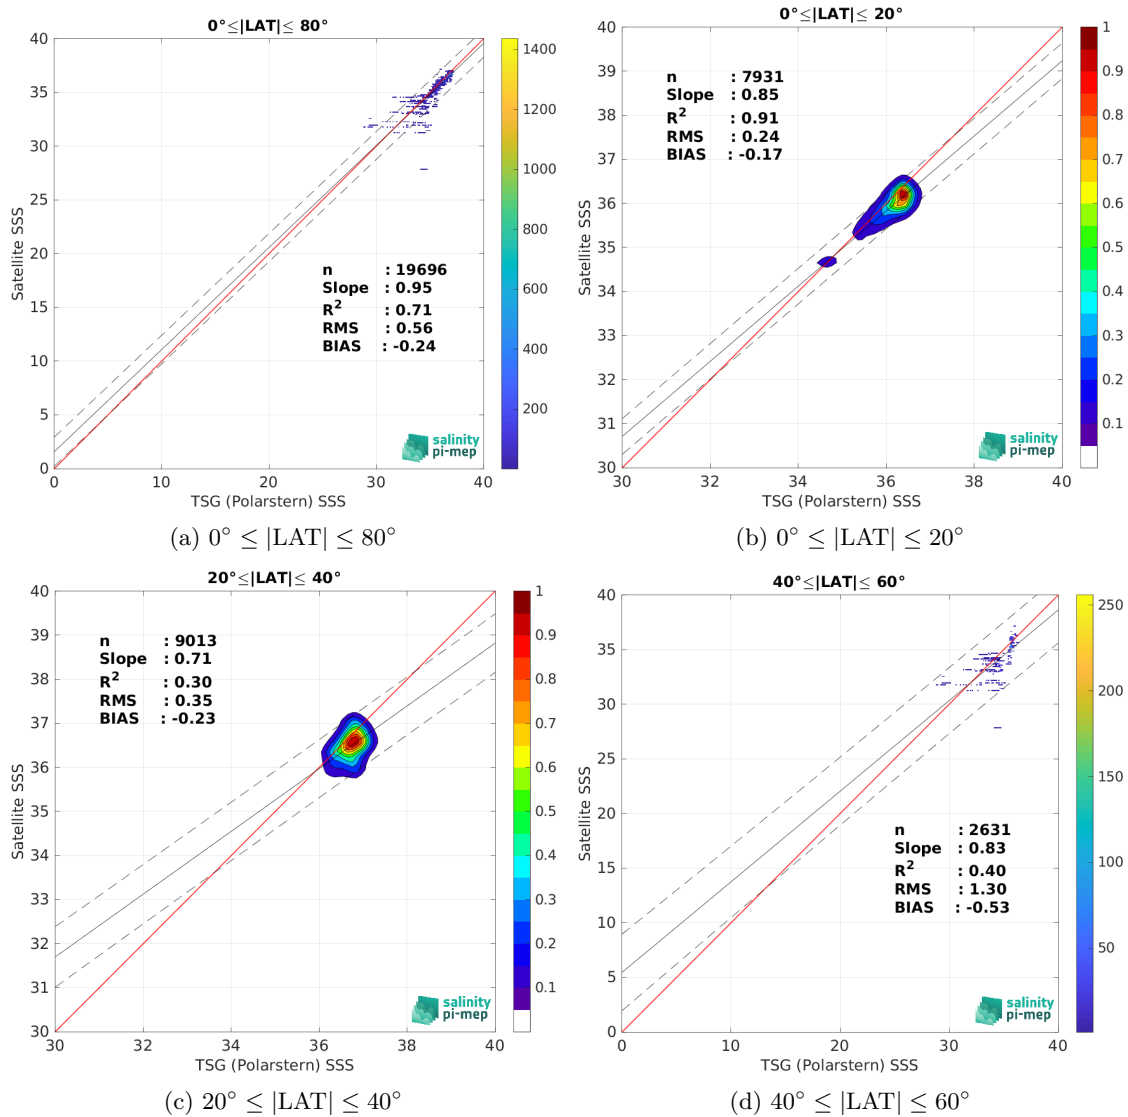 0°≤|LAT|≤ 80°
40
35
30
25
20
15
10
5
0
Satellite SSS
n : 19696
Slope : 0.95
R2 : 0.71
RMS : 0.56
BIAS : -0.24
salinity
pi-mep
0 10 20 30 40
TSG (Polarstern) SSS
1400
1200
1000
800
600
400
200
(a) 0° ≤ |LAT| ≤ 80°
0°≤|LAT|≤ 20°
40
39
38
37
36
35
34
33
32
31
30
Satellite SSS
n : 7931
Slope : 0.85
R2 : 0.91
RMS : 0.24
BIAS : -0.17
salinity
pi-mep
30 32 34 36 38 40
TSG (Polarstern) SSS
1
0.9
0.8
0.7
0.6
0.5
0.4
0.3
0.2
0.1
(b) 0° ≤ |LAT| ≤ 20°
20°≤|LAT|≤ 40°
40
39
38
37
36
35
34
33
32
31
30
Satellite SSS
n : 9013
Slope : 0.71
R2 : 0.30
RMS : 0.35
BIAS : -0.23
salinity
pi-mep
30 32 34 36 38 40
TSG (Polarstern) SSS
1
0.9
0.8
0.7
0.6
0.5
0.4
0.3
0.2
0.1
(c) 20° ≤ |LAT| ≤ 40°
40°≤|LAT|≤ 60°
40
35
30
25
20
15
10
5
0
Satellite SSS
n : 2631
Slope : 0.83
R2 : 0.40
RMS : 1.30
BIAS : -0.53
salinity
pi-mep
0 10 20 30 40
TSG (Polarstern) SSS
250
200
150
100
50
(d) 40° ≤ |LAT| ≤ 60°